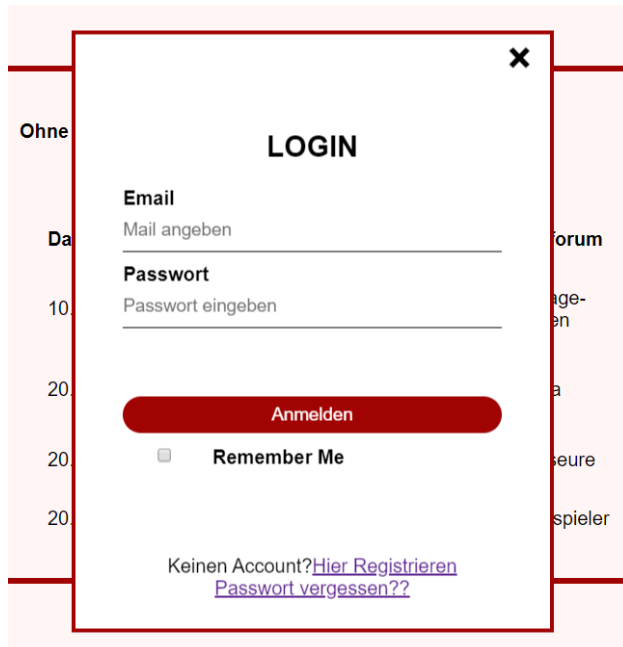 LOGIN
Ohne
Email
Mail angeben
Da
forum
Passwort
Passwort eingeben
10.
age-
en
20.
a
Anmelden
20.
Remember Me
seure
20.
spieler
Keinen Account?Hier Registrieren
Passwort vergessen??